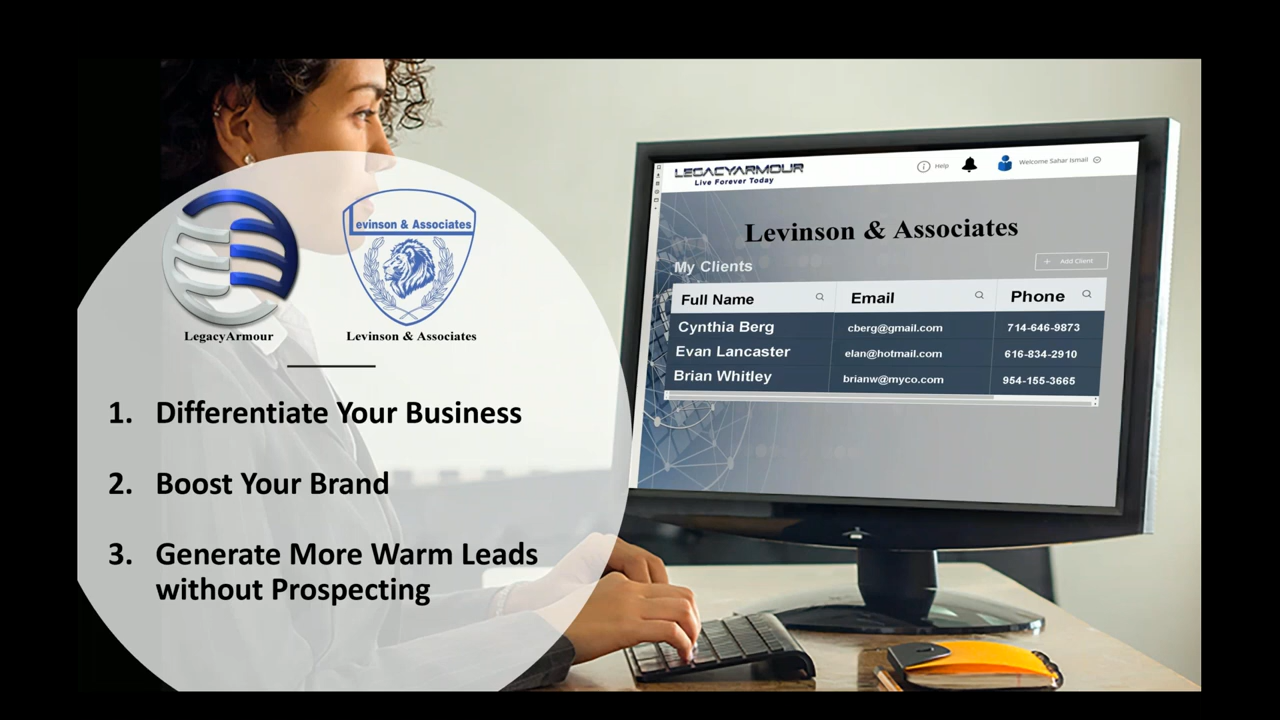 evinson & Associates
LegacyArmour
Levinson & Associates
1. Differentiate Your Business
2. Boost Your Brand
3. Generate More Warm Leads
without Prospecting
LEGACYARMOUR
Live Forever Today
Help
Welcome Sahar Ismail
Levinson & Associates
My Clients
+ Add Client
Full Name Email Phone
Cynthia Berg cberg@gmail.com 714-646-9873
Evan Lancaster elan@hotmail.com 616-834-2910
Brian Whitley brianw@myco.com 954-155-3665